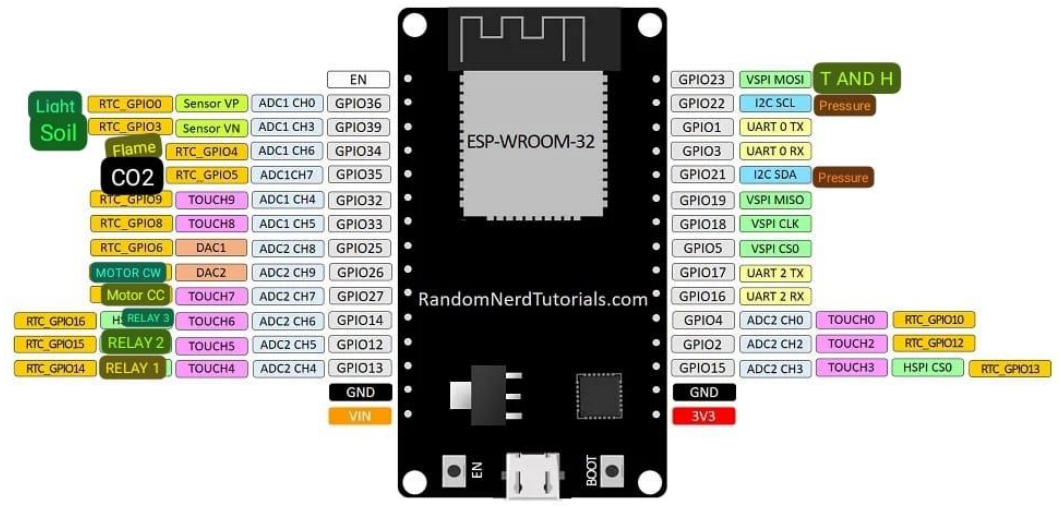 EN GPIO23 VSPI MOSI T AND H
Light RTC_GPIO0 Sensor VP ADC1 CH0 GPIO36 GPIO22 I2C SCL Pressure
Soil RTC_GPIO3 Sensor VN ADC1 CH3 GPIO39 GPIO1 UART 0 TX
Flame RTC_GPIO4 ADC1 CH6 GPIO34 ESP-WROOM-32 GPIO3 UART 0 RX
CO2 RTC_GPIO5 ADC1CH7 GPIO35 GPIO21 I2C SDA Pressure
RTC_GPIO9 TOUCH9 ADC1 CH4 GPIO32 GPIO19 VSPI MISO
RTC_GPIO8 TOUCH8 ADC1 CH5 GPIO33 GPIO18 VSPI CLK
RTC_GPIO6 DAC1 ADC2 CH8 GPIO25 GPIO5 VSPI CS0
MOTOR CW DAC2 ADC2 CH9 GPIO26 GPIO17 UART 2 TX
Motor CC TOUCH7 ADC2 CH7 GPIO27 RandomNerdTutorials.com GPIO16 UART 2 RX
RTC_GPIO16 RELAY 3 TOUCH6 ADC2 CH6 GPIO14 GPIO4 ADC2 CH0 TOUCH0 RTC_GPIO10
RTC_GPIO15 RELAY 2 TOUCH5 ADC2 CH5 GPIO12 GPIO2 ADC2 CH2 TOUCH2 RTC_GPIO12
RTC_GPIO14 RELAY 1 TOUCH4 ADC2 CH4 GPIO13 GPIO15 ADC2 CH3 TOUCH3 HSPI CS0 RTC_GPIO13
GND GND
VIN 3V3
EN BOOT